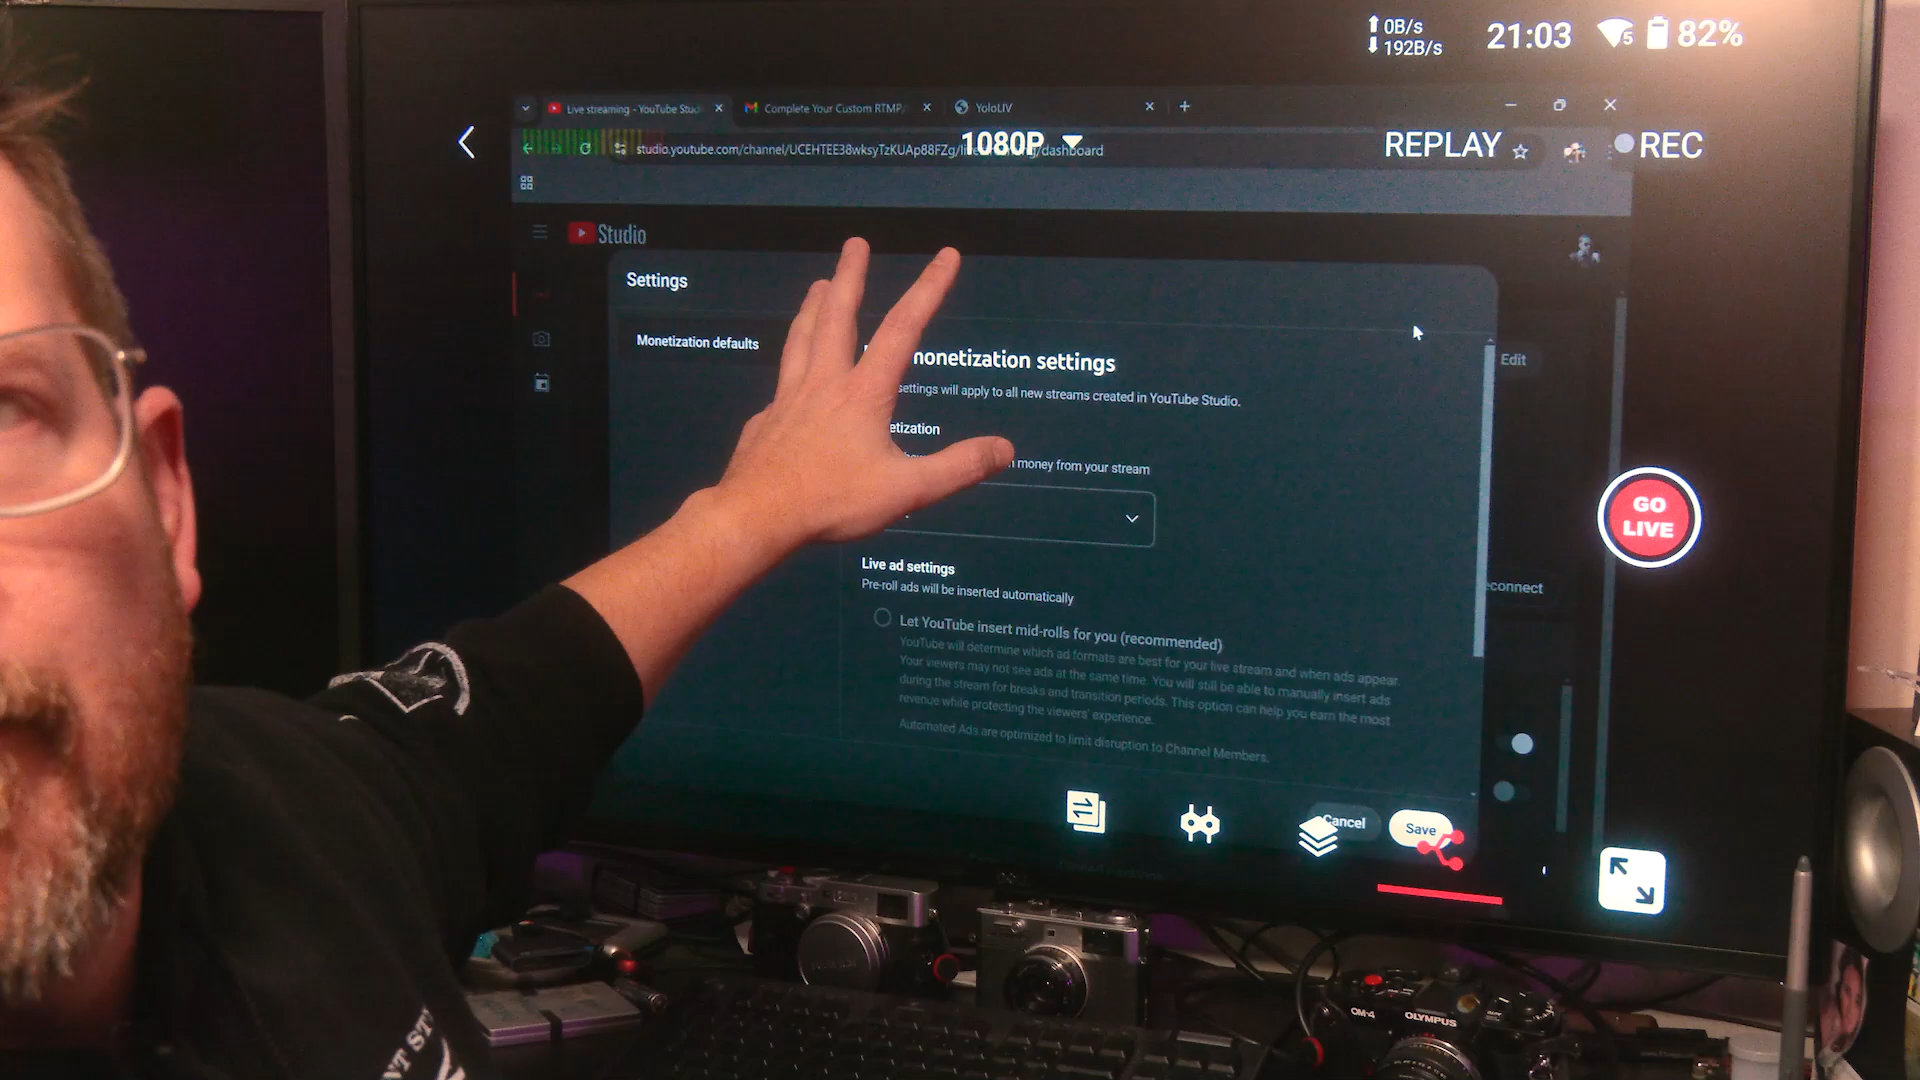 0B/s
192B/s
21:03
5
82%
Live streaming - YouTube Stud
Complete Your Custom RTMP
YoloLIV
1080P
REPLAY
REC
studio.youtube.com/channel/UCEHTEE38wksyTzKUAp88FZg/li
/dashboard
Studio
Settings
Monetization defaults
monetization settings
settings will apply to all new streams created in YouTube Studio.
etization
money from your stream
Edit
GO
LIVE
Live ad settings
Pre-roll ads will be inserted automatically
econnect
Let YouTube insert mid-rolls for you (recommended)
YouTube will determine which ad formats are best for your live stream and when ads appear.
Your viewers may not see ads at the same time. You will still be able to manually insert ads
during the stream for breaks and transition periods. This option can help you earn the most
revenue while protecting the viewers' experience.
Automated Ads are optimized to limit disruption to Channel Members.
Cancel
Save
OM-4
OLYMPUS
NT ST